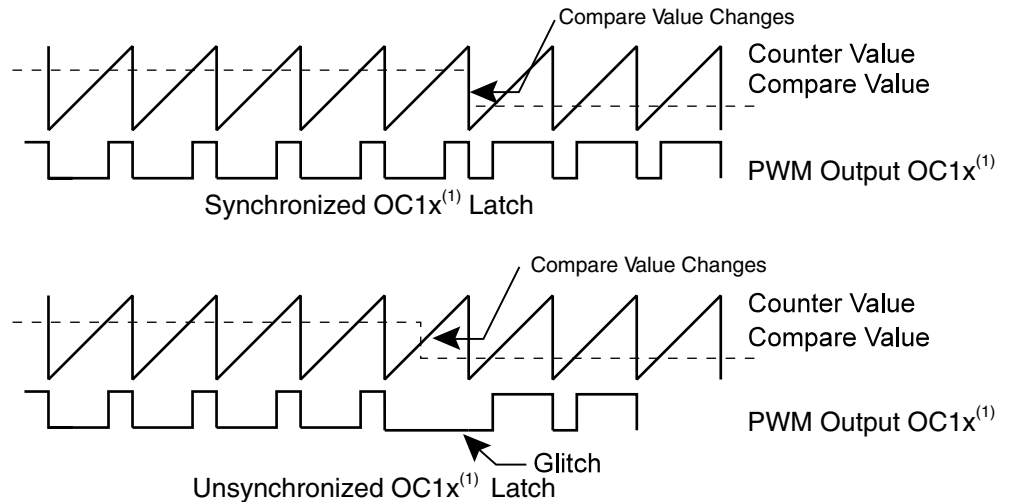 Compare Value Changes
Counter Value
Compare Value
PWM Output OC1x(1)
Synchronized OC1x(1) Latch
Compare Value Changes
Counter Value
Compare Value
PWM Output OC1x(1)
Glitch
Unsynchronized OC1x(1) Latch